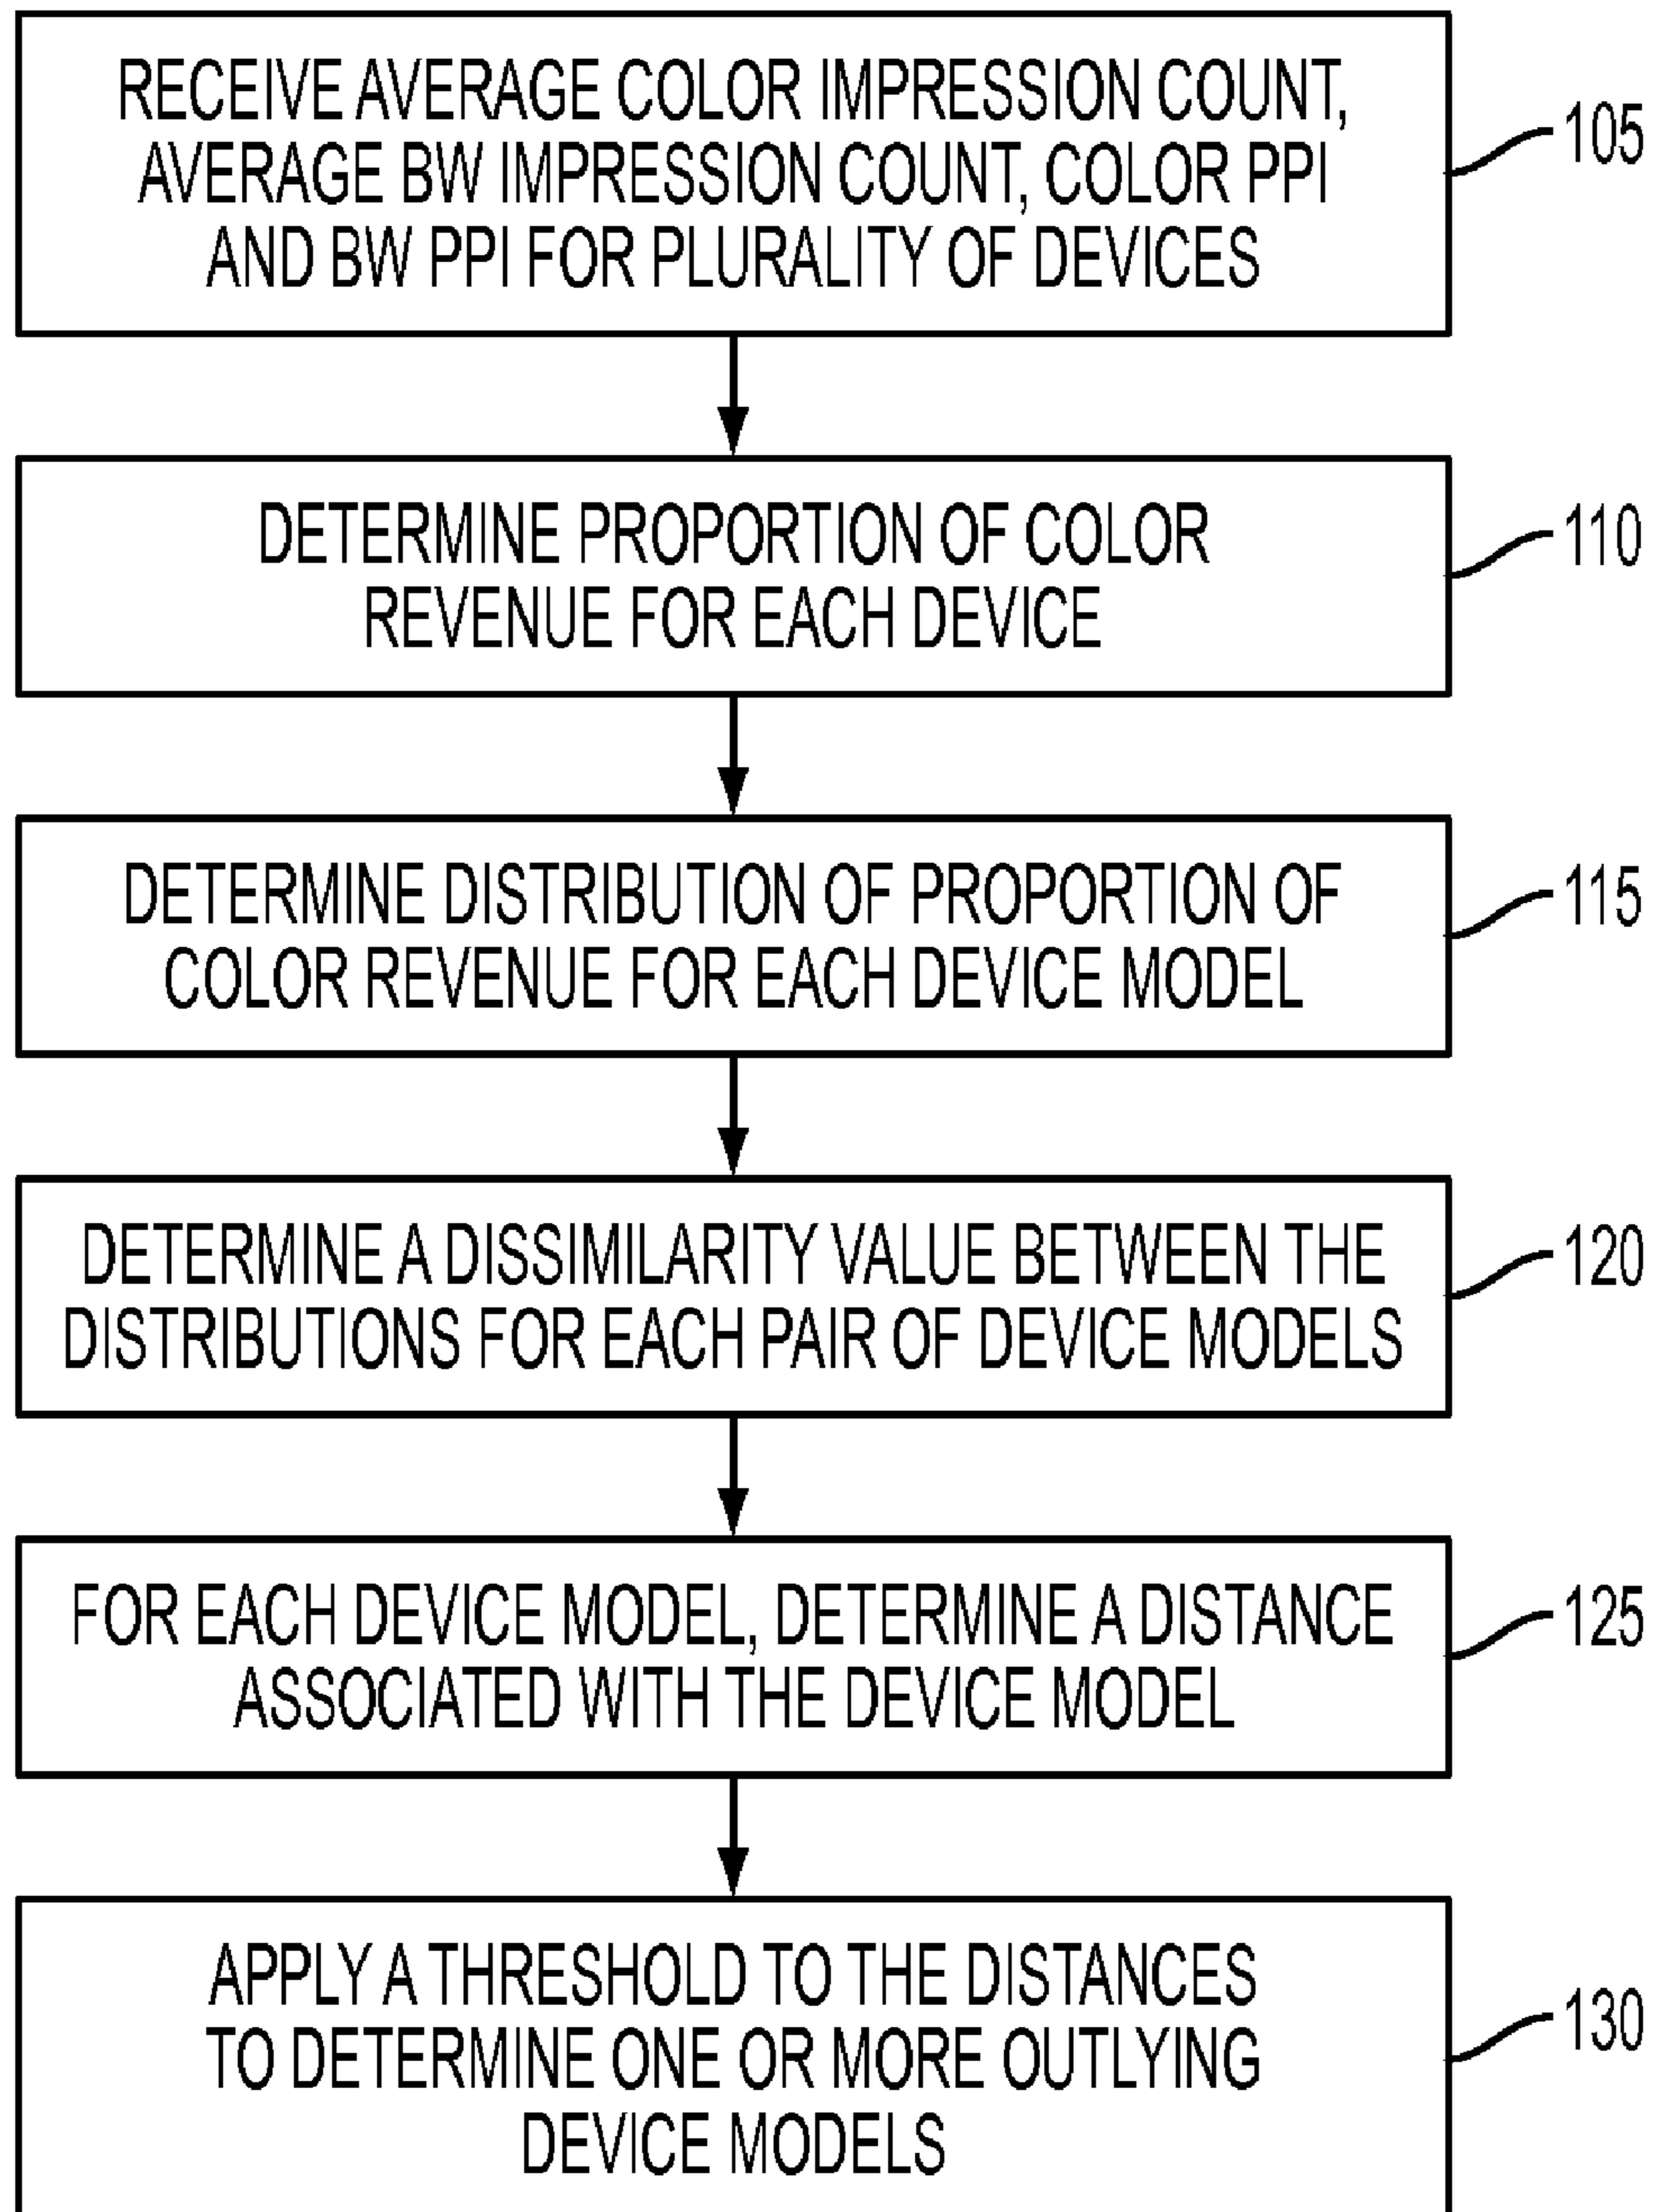 RECEIVE AVERAGE COLOR IMPRESSION COUNT,
AVERAGE BW IMPRESSION COUNT, COLOR PPI
AND BW PPI FOR PLURALITY OF DEVICES
105
DETERMINE PROPORTION OF COLOR
REVENUE FOR EACH DEVICE
110
DETERMINE DISTRIBUTION OF PROPORTION OF
COLOR REVENUE FOR EACH DEVICE MODEL
115
DETERMINE A DISSIMILARITY VALUE BETWEEN THE
DISTRIBUTIONS FOR EACH PAIR OF DEVICE MODELS
120
FOR EACH DEVICE MODEL, DETERMINE A DISTANCE
ASSOCIATED WITH THE DEVICE MODEL
125
APPLY A THRESHOLD TO THE DISTANCES
TO DETERMINE ONE OR MORE OUTLYING
DEVICE MODELS
130